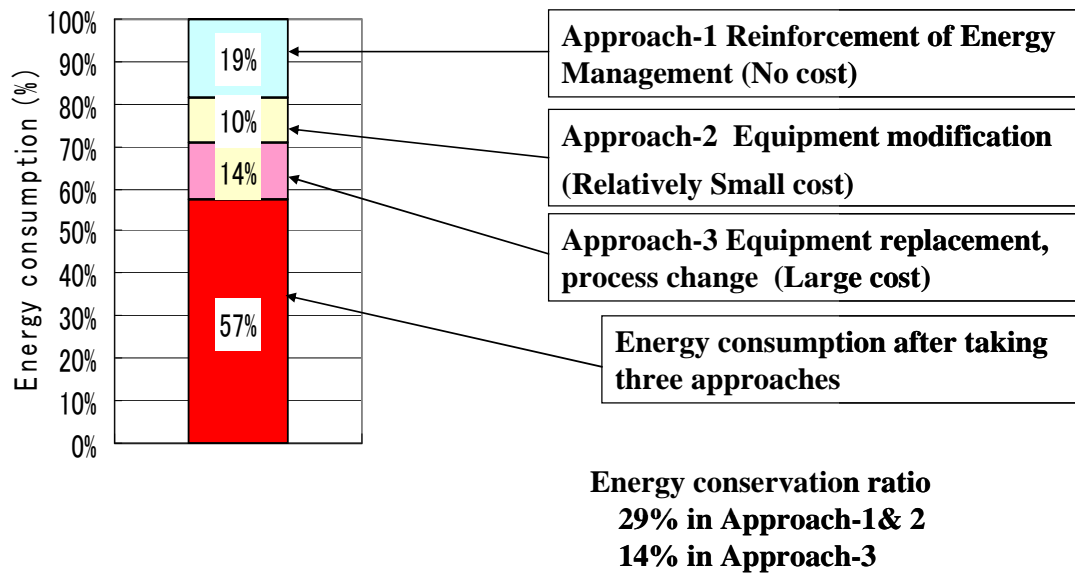 100%
90%
80%
70%
60%
50%
40%
30%
20%
10%
0%
Energy consumption (%)
19%
10%
14%
57%
Approach-1 Reinforcement of Energy
Management (No cost)
Approach-2 Equipment modification
(Relatively Small cost)
Approach-3 Equipment replacement,
process change (Large cost)
Energy consumption after taking
three approaches
Energy conservation ratio
29% in Approach-1& 2
14% in Approach-3